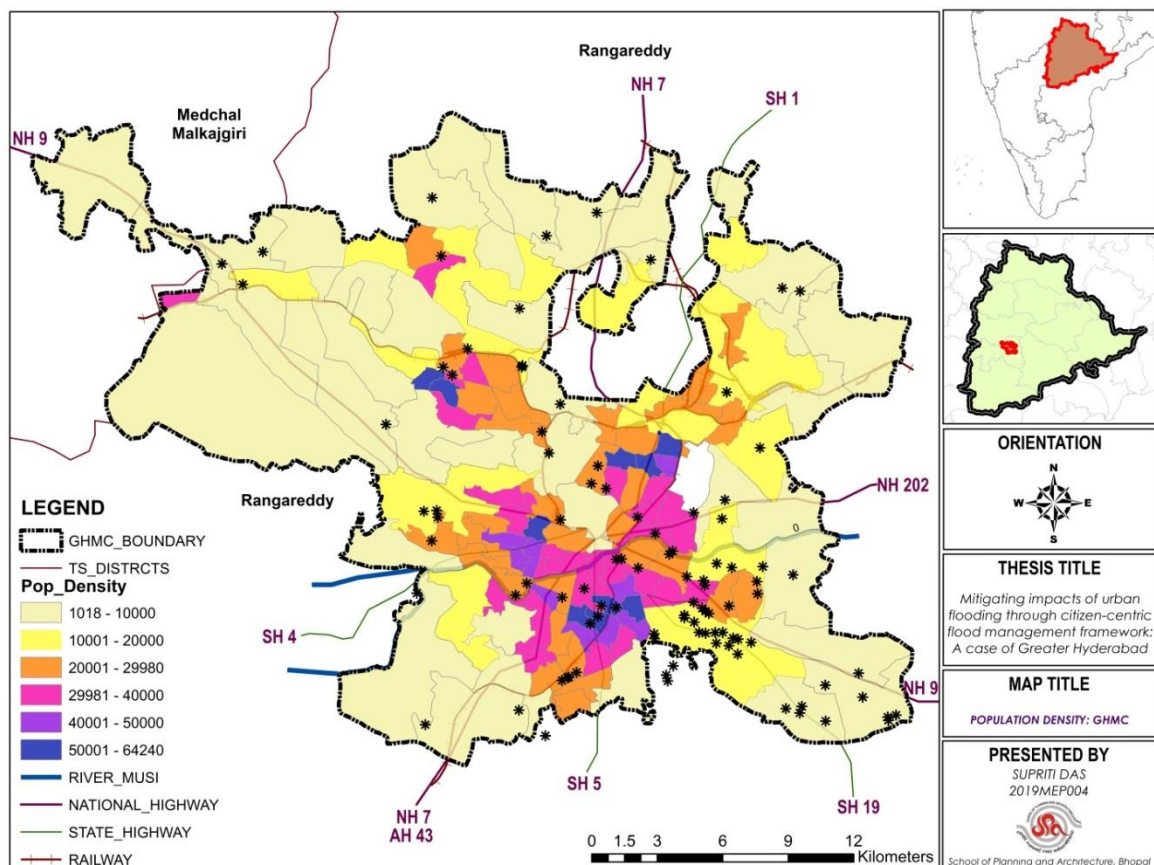 Rangareddy
NH 7
SH 1
Medchal
Malkajgiri
NH 9
Rangareddy
NH 202
0
SH 4
NH 9
SH 5
SH 19
NH 7
AH 43
LEGEND
GHMC_BOUNDARY
TS_DISTRCTS
Pop_Density
1018 - 10000
10001 - 20000
20001 - 29980
29981 - 40000
40001 - 50000
50001 - 64240
RIVER_MUSI
NATIONAL_HIGHWAY
STATE_HIGHWAY
RAILWAY
0 1.5 3 6 9 12
Kilometers
ORIENTATION
N
W E
S
THESIS TITLE
Mitigating impacts of urban
flooding through citizen-centric
flood management framework:
A case of Greater Hyderabad
MAP TITLE
POPULATION DENSITY: GHMC
PRESENTED BY
SUPRITI DAS
2019MEP004
School of Planning and Architecture, Bhopal